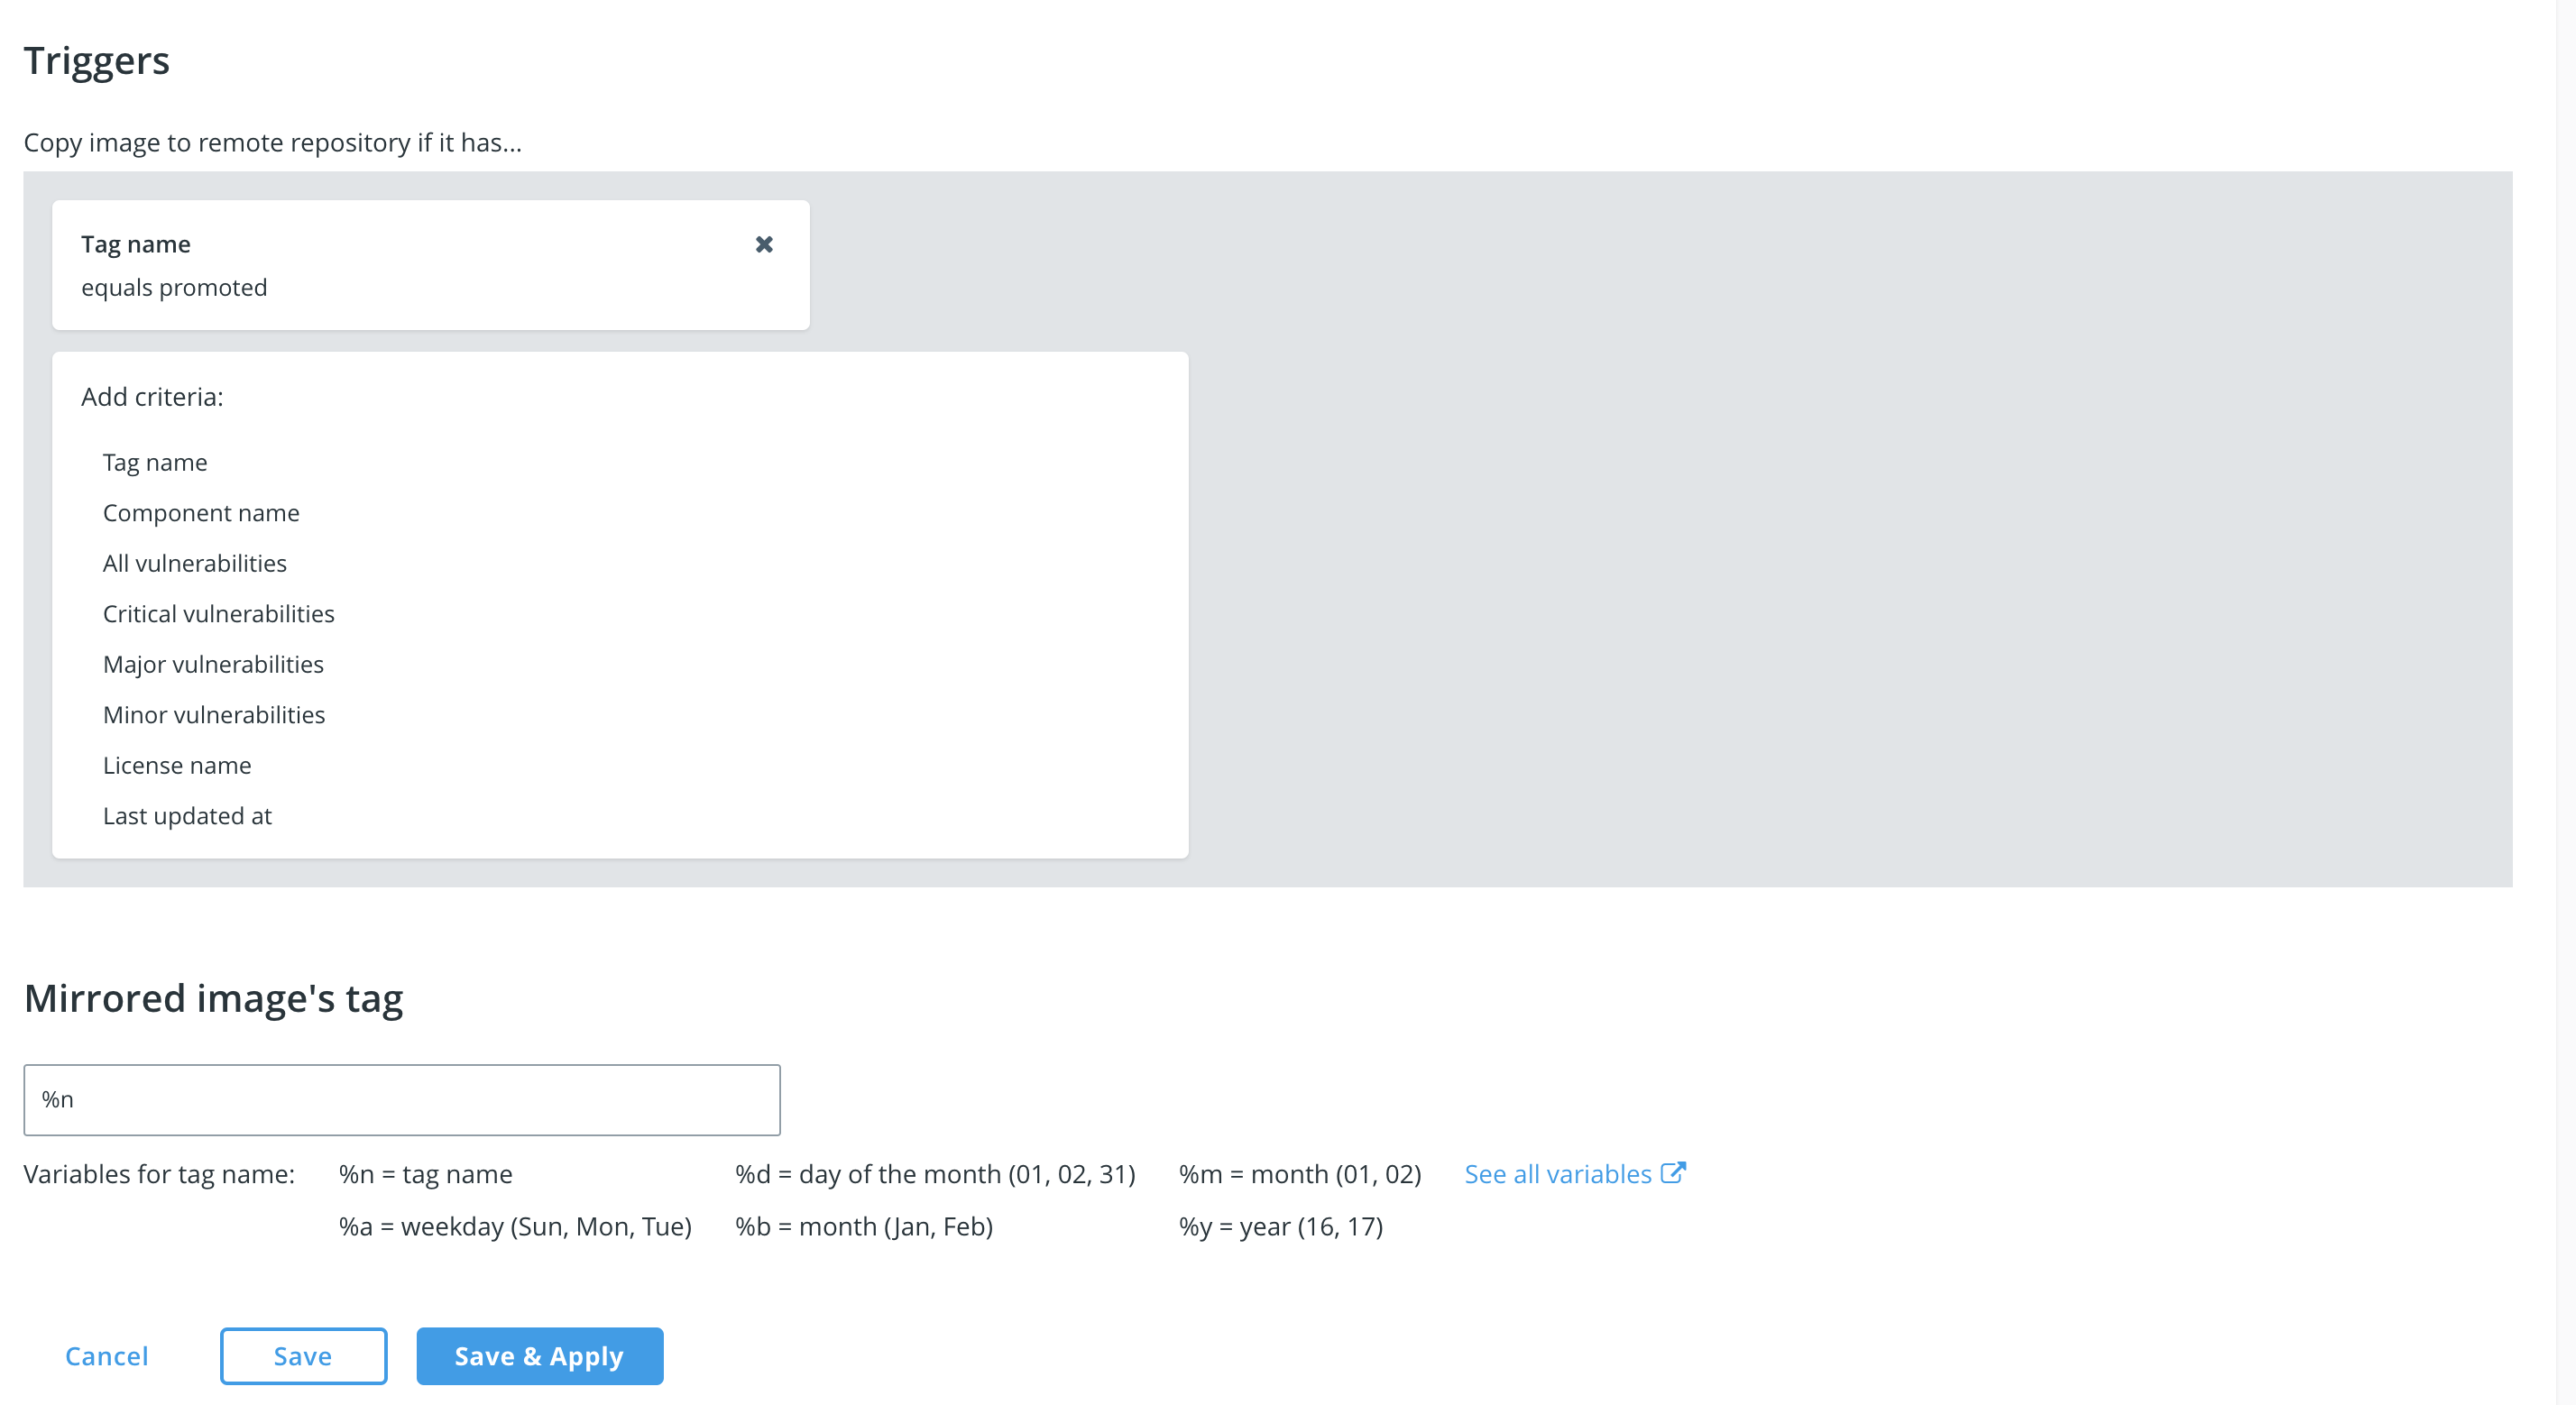 Triggers
Copy image to remote repository if it has...
Tag name
equals promoted
Add criteria:
Tag name
Component name
All vulnerabilities
Critical vulnerabilities
Major vulnerabilities
Minor vulnerabilities
License name
Last updated at
Mirrored image's tag
%n
Variables for tag name: %n = tag name %d = day of the month (01, 02, 31) %m = month (01, 02) See all variables
%a = weekday (Sun, Mon, Tue) %b = month (Jan, Feb) %y = year (16, 17)
Cancel Save Save & Apply